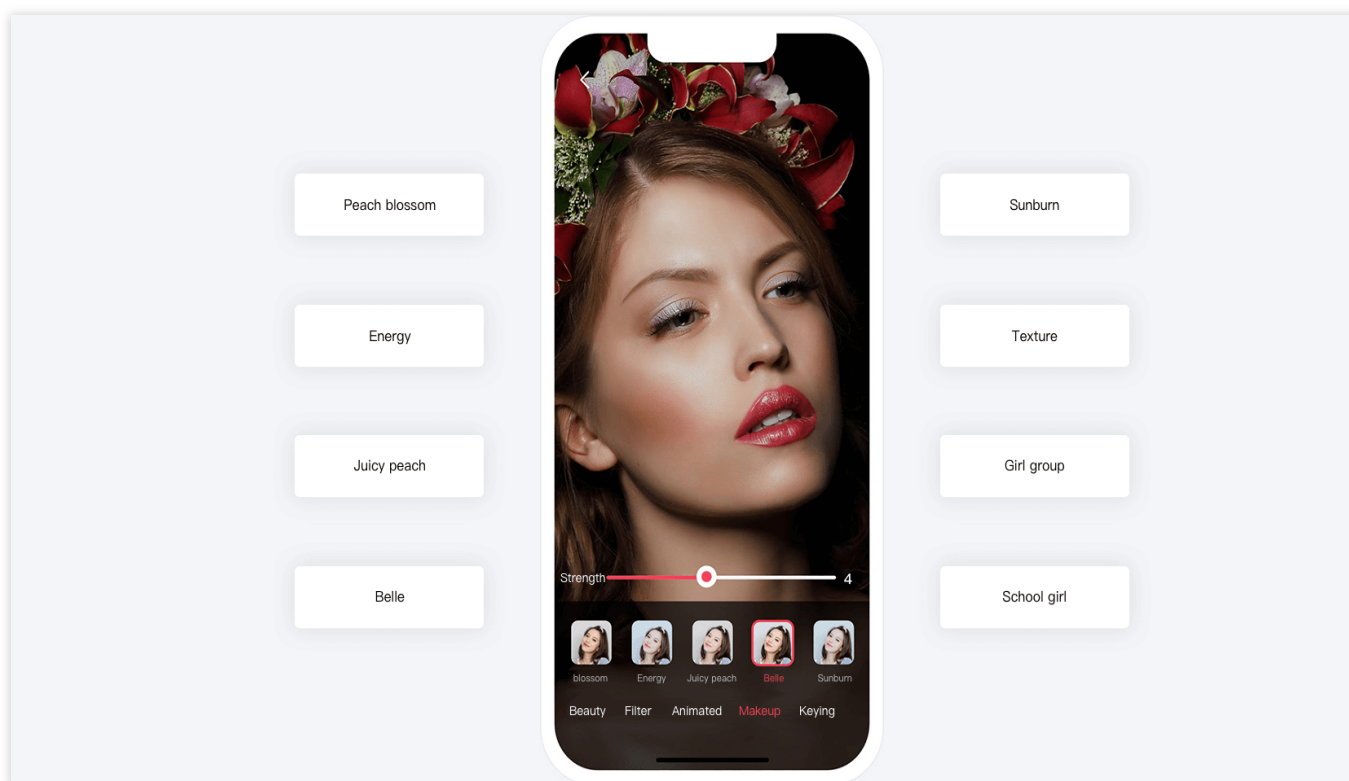 Peach blossom
Energy
Juicy peach
Belle
Strength 4
blossom Energy Juicy peach Belle Sunburn
Beauty Filter Animated Makeup Keying
Sunburn
Texture
Girl group
School girl